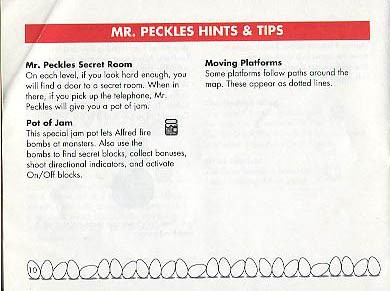 MR. PECKLES HINTS & TIPS
Mr. Peckles Secret Room
On each level, if you look hard enough, you
will find a door to a secret room. When in
there, if you pick up the telephone, Mr.
Peckles will give you a pot of jam.
Pot of Jam
This special jam pot lets Alfred fire
bombs at monsters. Also use the
bombs to find secret blocks, collect bonuses,
shoot directional indicators, and activate
On/Off blocks.
Moving Platforms
Some platforms follow paths around the
map. These appear as dotted lines.
10